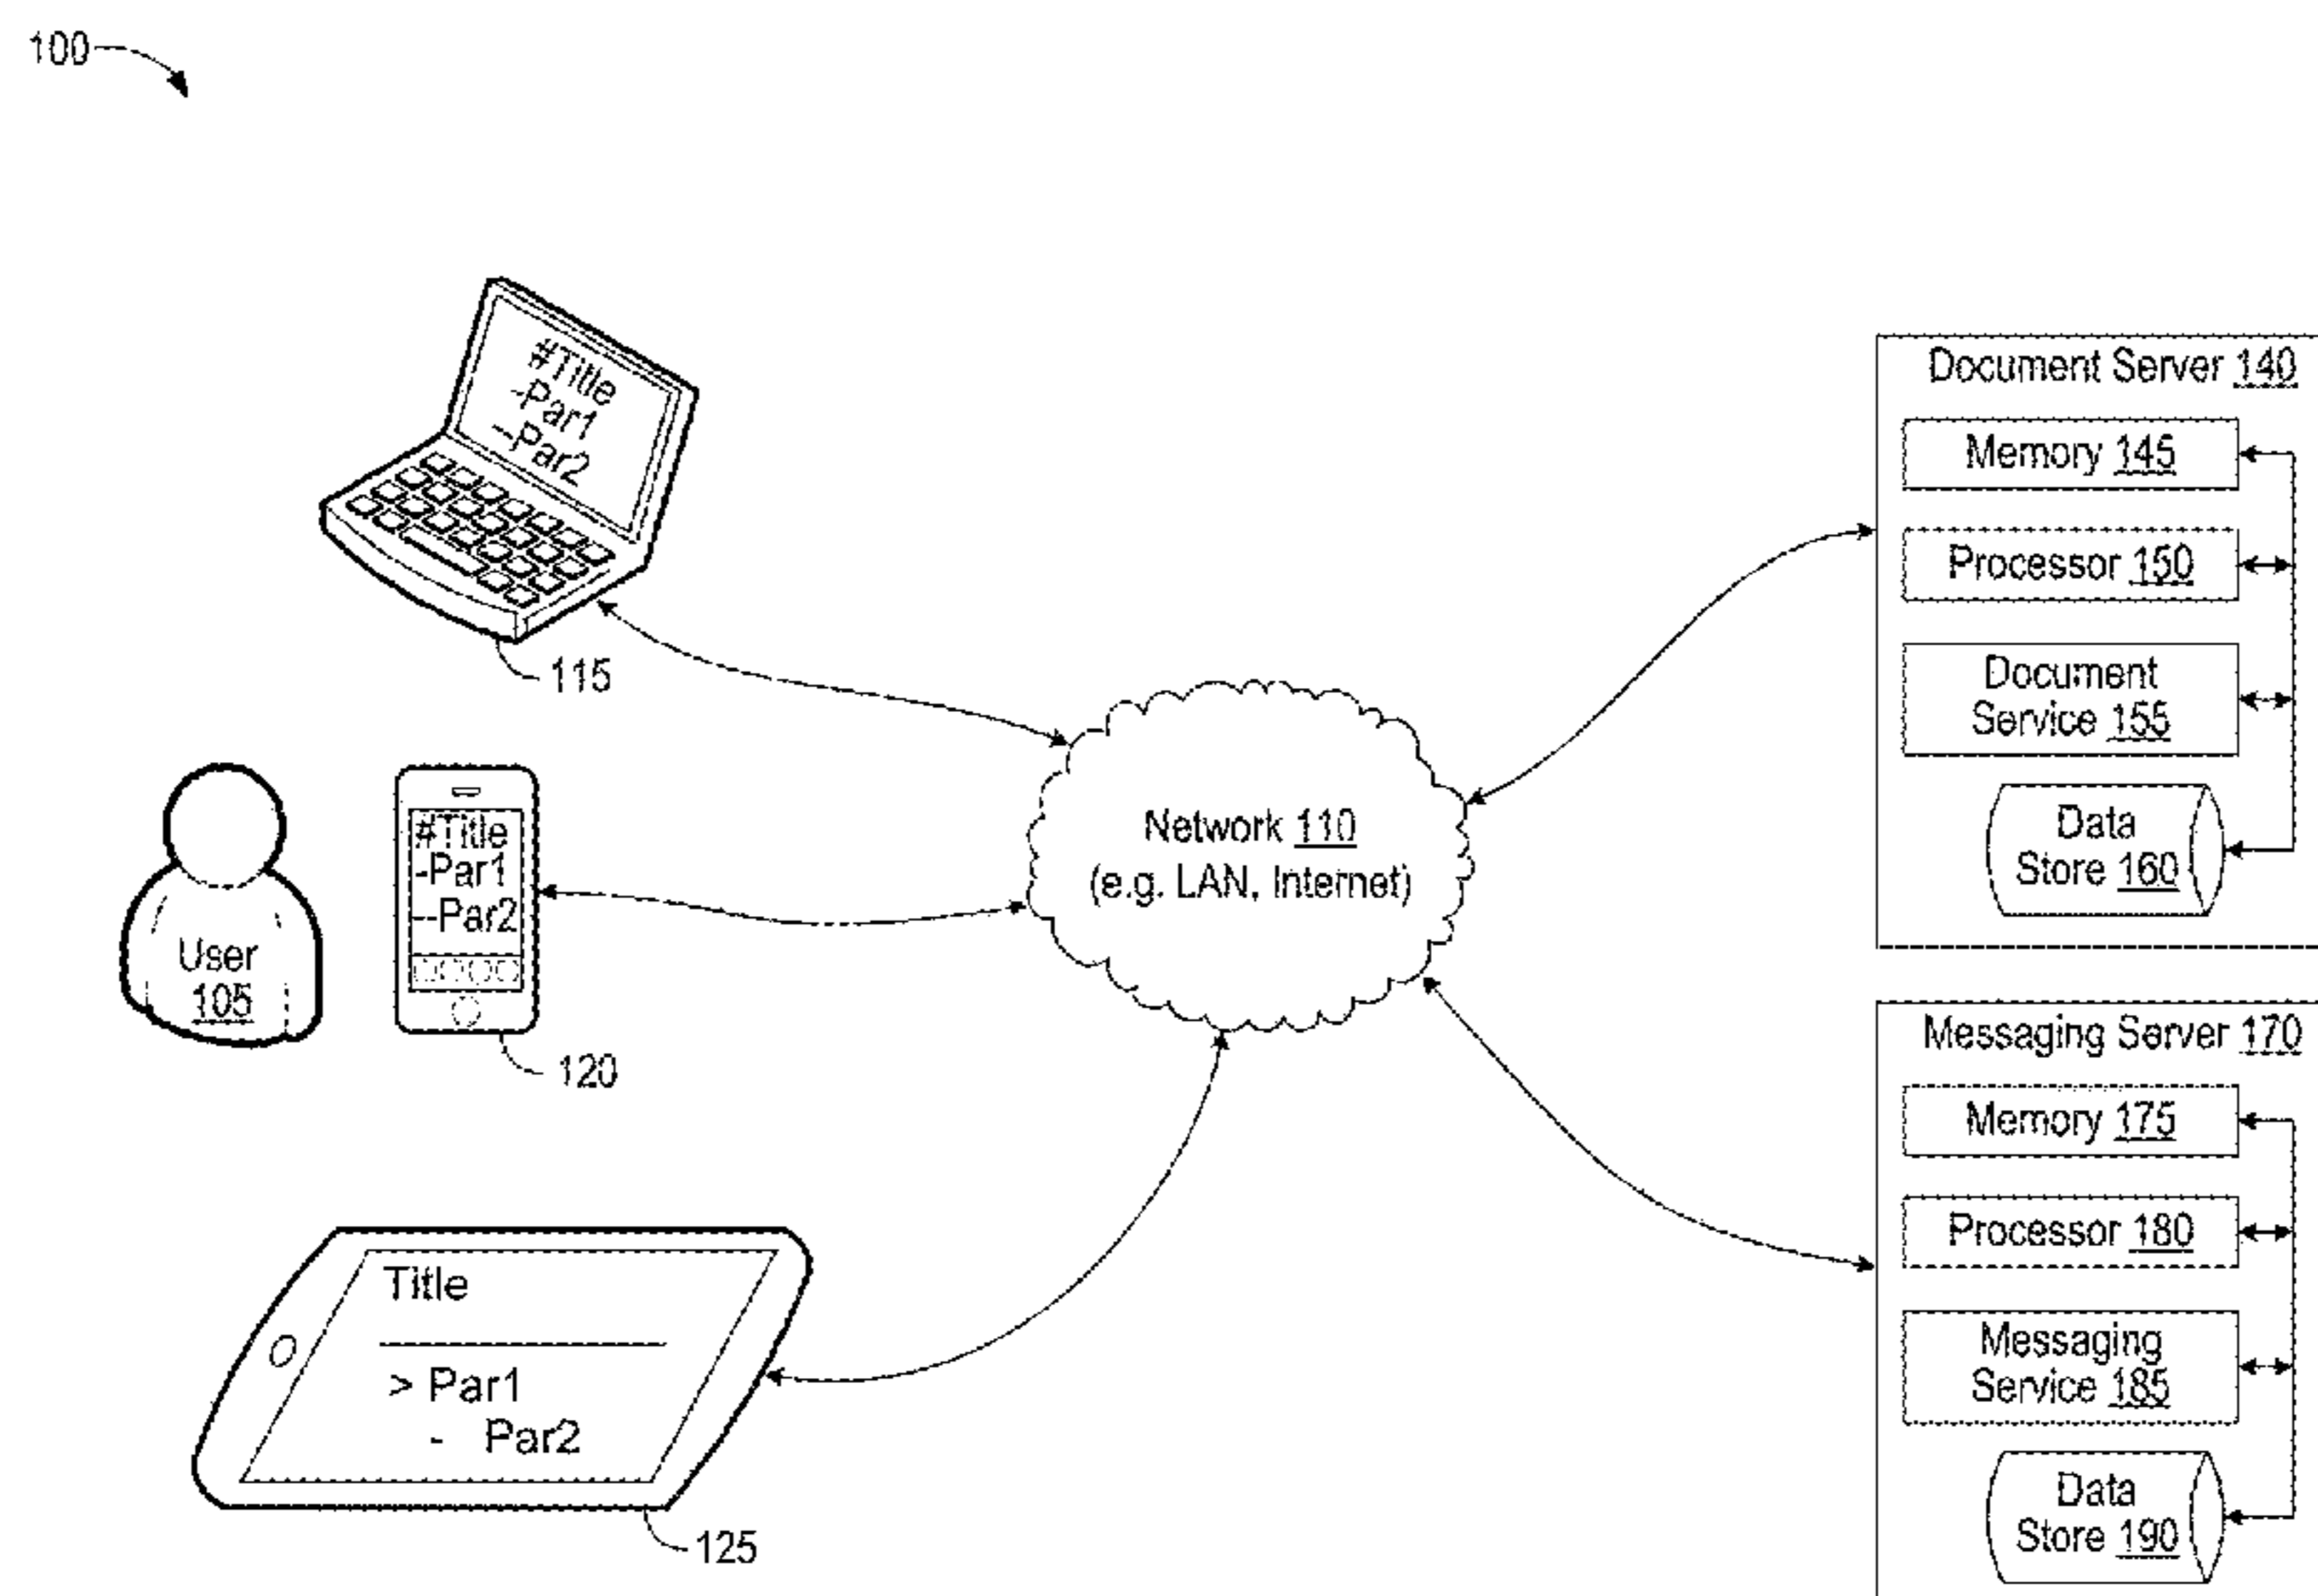 100
#Title
-Par1
--Par2
115
User
105
#Title
-Par1
--Par2
120
Title
> Par1
- Par2
125
Network 110
(e.g. LAN, Internet)
Document Server 140
Memory 145
Processor 150
Document
Service 155
Data
Store 160
Messaging Server 170
Memory 175
Processor 180
Messaging
Service 185
Data
Store 190